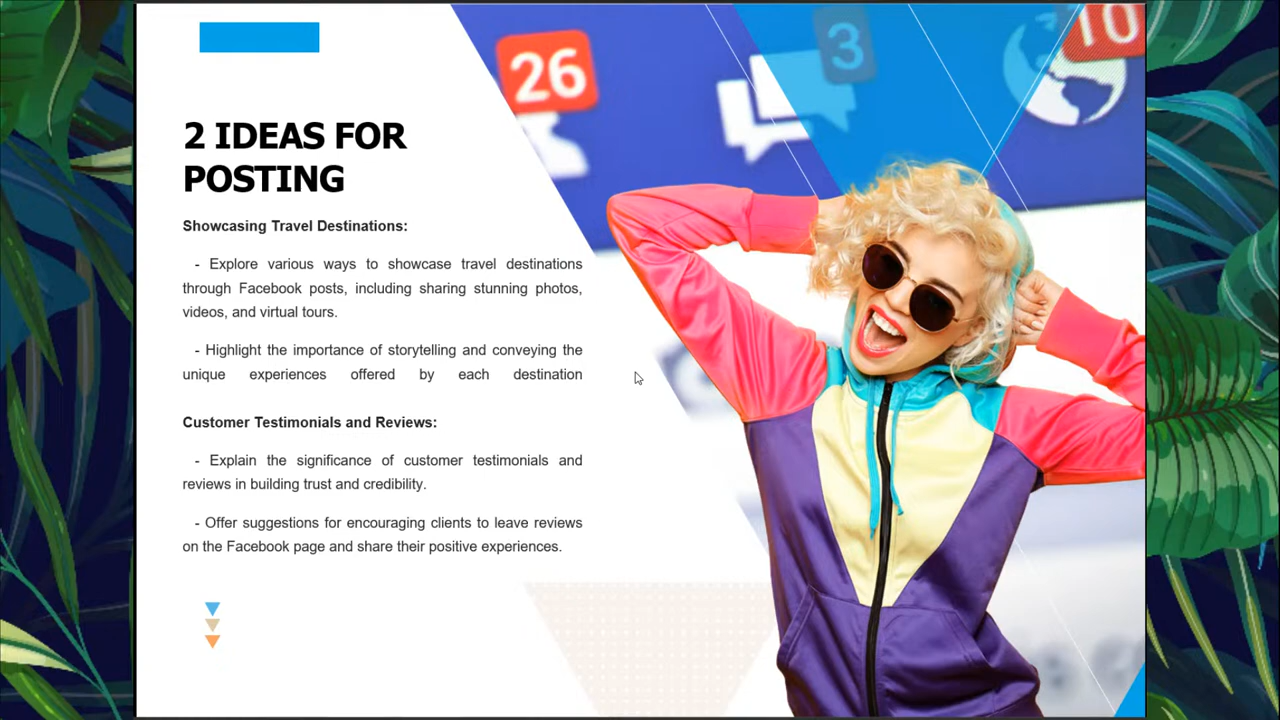 26
3
10
2 IDEAS FOR
POSTING
Showcasing Travel Destinations:
- Explore various ways to showcase travel destinations
through Facebook posts, including sharing stunning photos,
videos, and virtual tours.
- Highlight the importance of storytelling and conveying the
unique experiences offered by each destination
Customer Testimonials and Reviews:
- Explain the significance of customer testimonials and
reviews in building trust and credibility.
- Offer suggestions for encouraging clients to leave reviews
on the Facebook page and share their positive experiences.